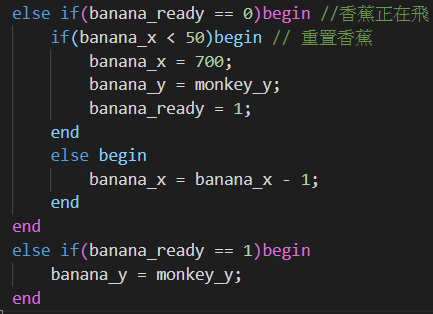 else if(banana_ready == 0)begin //香蕉正在飛
if(banana_x < 50)begin // 重置香蕉
banana_x = 700;
banana_y = monkey_y;
banana_ready = 1;
end
else begin
banana_x = banana_x - 1;
end
end
else if(banana_ready == 1)begin
banana_y = monkey_y;
end